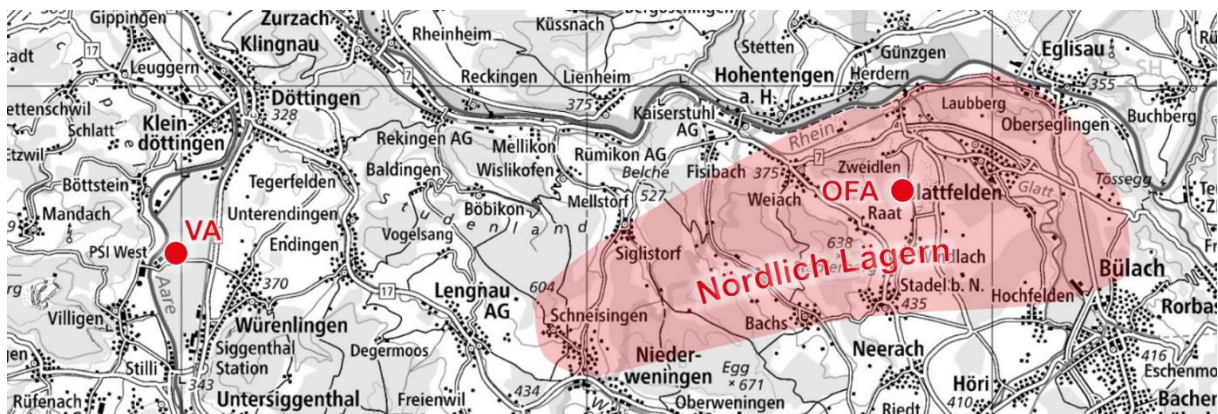 Gippingen
Zurzach
Küssnach
Rheinheim
Klingnau
Stetten
Günzgen
Eglisau
17
Leuggern
Reckingen
Lienheim
Hohentengen
a. H.
Herdern
355
SH
7
Döttingen
328
375
Kaiserstuhl
AG
Laubberg
Oberseglingen
Buchberg
Klein
döttingen
Rekingen AG
Mellikon
Rümikon AG
Rhein
7
Wislikofen
Belche
527
Fisibach
375
Zweidlen
Glatt
Tössegg
Böttstein
Tegerfelden
Baldingen
Böbikon
Mellstorf
Weiach
OFA
lattfelden
Raat
Mandach
Unterendingen
Studenland
VA
PSI West
Endingen
Vogelsang
Siglistorf
638
Nördlich Lägern
Bülach
Aare
370
17
Lengnau
AG
604
Stadel b. N.
435
Hochfelden
Villigen
Würenlingen
Schneisingen
Bachs
Rorbas
Siggenthal
Station
Degermoos
Nieder-
weningen
Egg
671
Neerach
416
Eschenmo
Stilli
343
434
Höri
410
Rüfenach
Untersiggenthal
Freienwil
Oberweningen
Riedt
Bachen